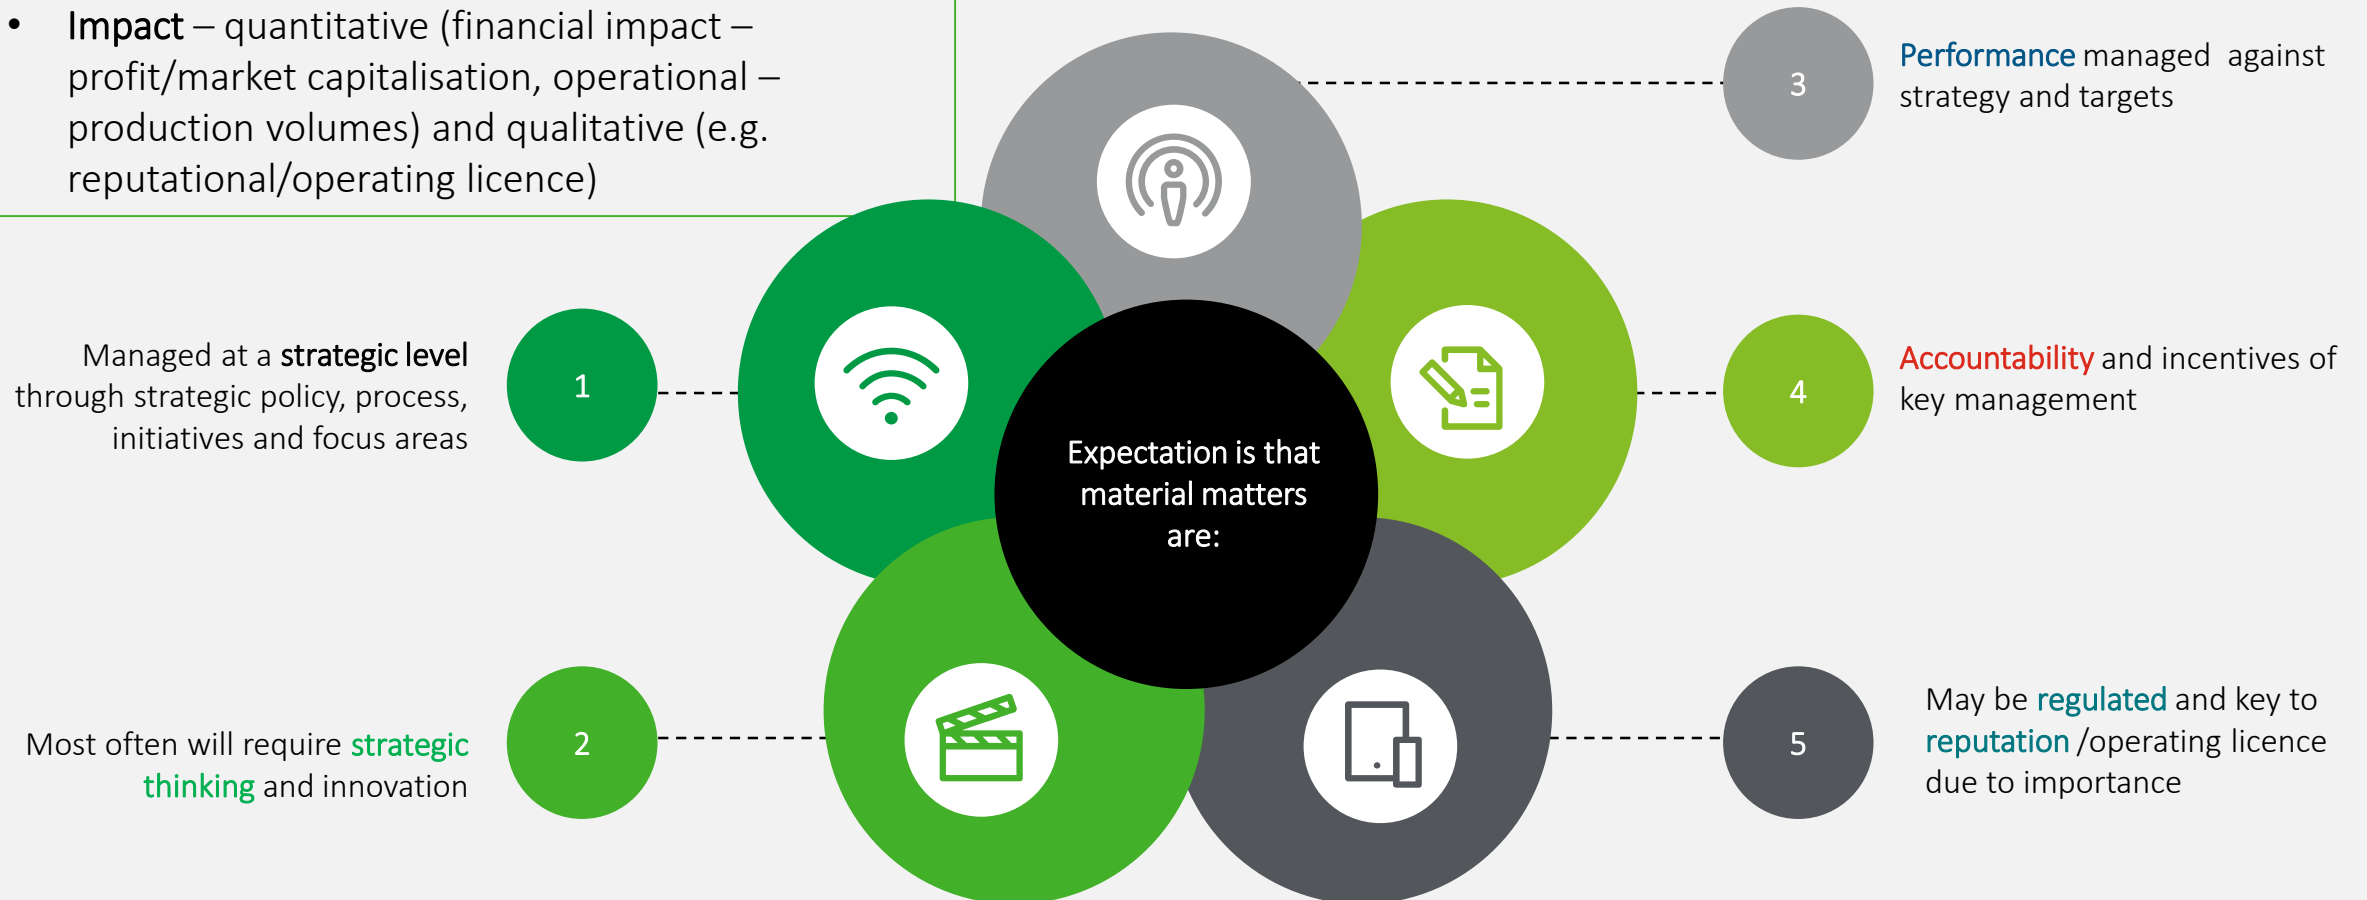 • Impact – quantitative (financial impact –
profit/market capitalisation, operational –
production volumes) and qualitative (e.g.
reputational/operating licence)
Expectation is that
material matters
are:
1
Managed at a strategic level
through strategic policy, process,
initiatives and focus areas
2
Most often will require strategic
thinking and innovation
3
Performance managed against
strategy and targets
4
Accountability and incentives of
key management
5
May be regulated and key to
reputation /operating licence
due to importance